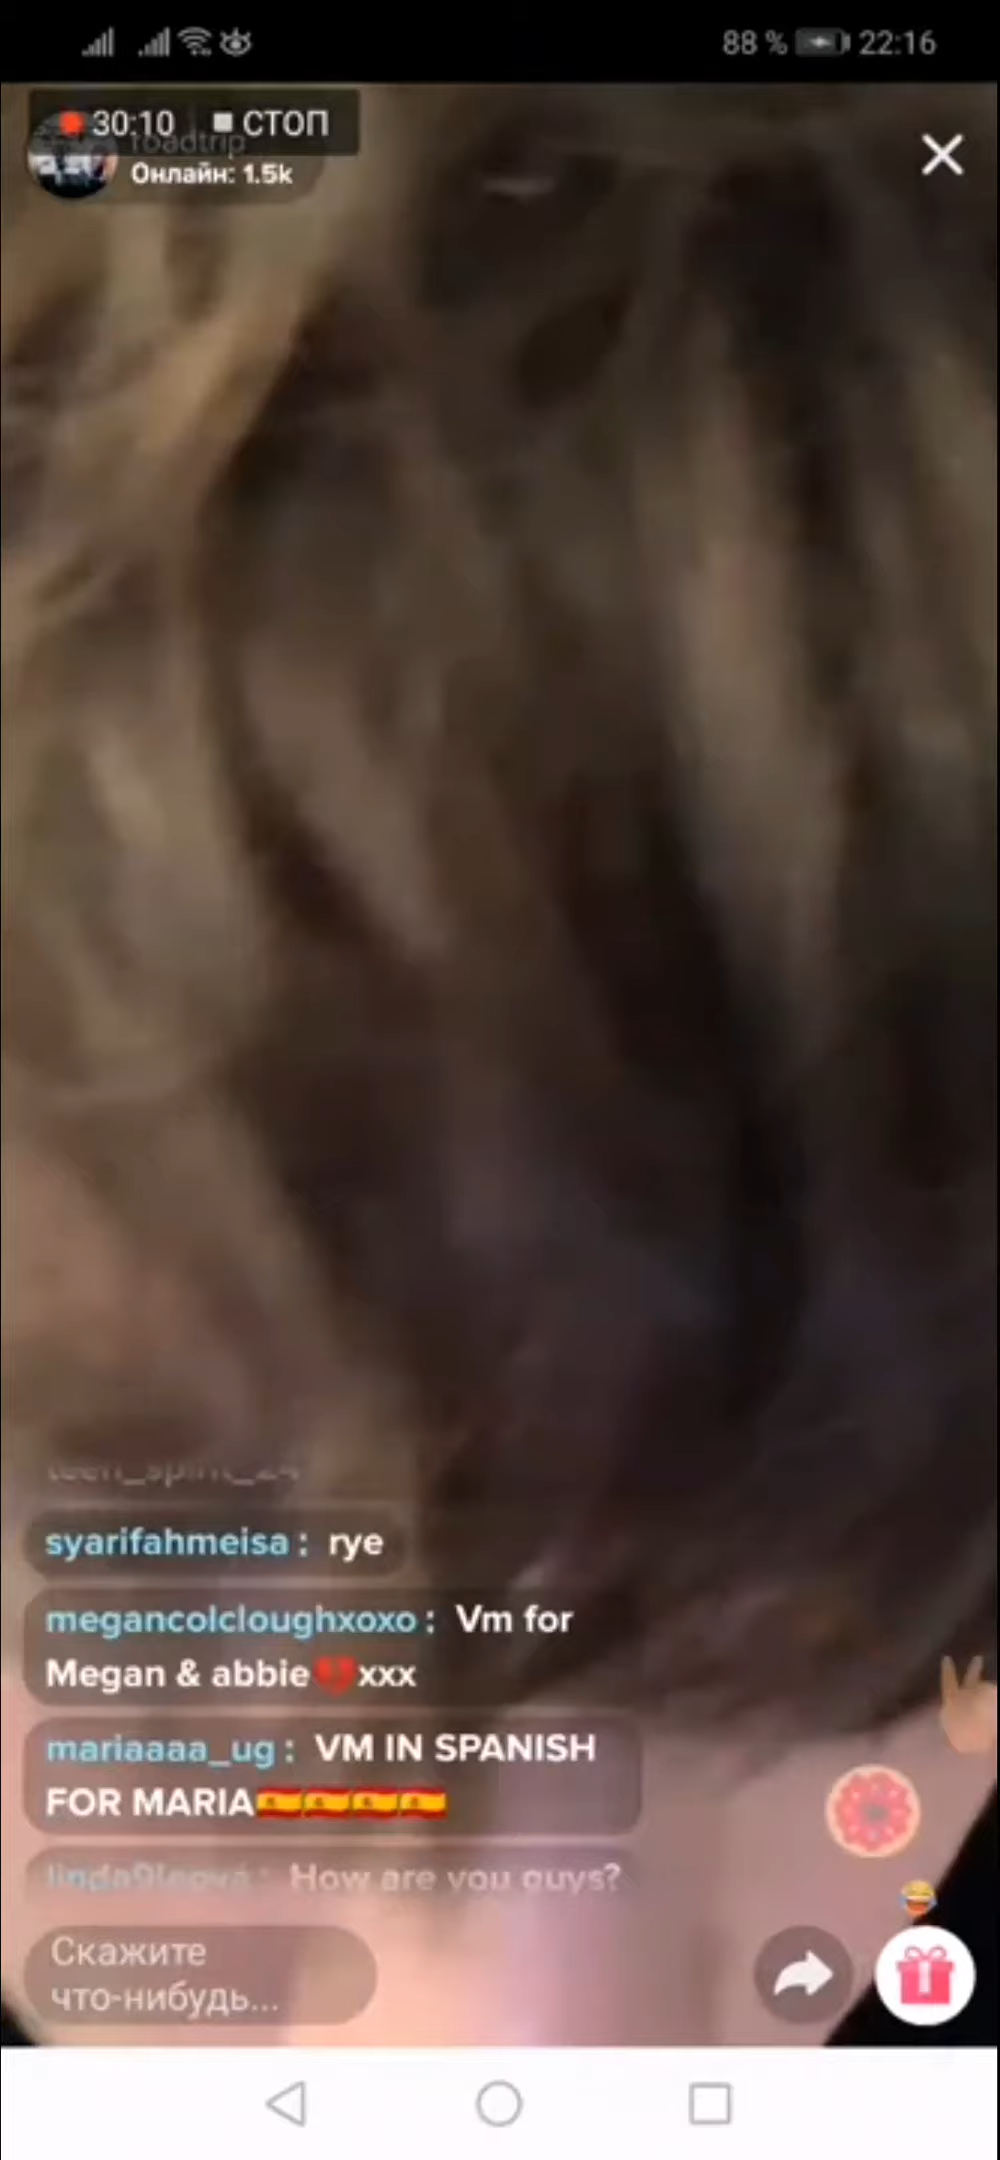 88 % 22:16
30:10 СТОП
roadtrip
Онлайн: 1.5k
syarifahmeisa : rye
megancolcloughxoxo : Vm for
Megan & abbie💔xxx
mariaaaa_ug : VM IN SPANISH
FOR MARIA🇪🇸🇪🇸🇪🇸🇪🇸
How are you guys?
Скажите
что-нибудь...